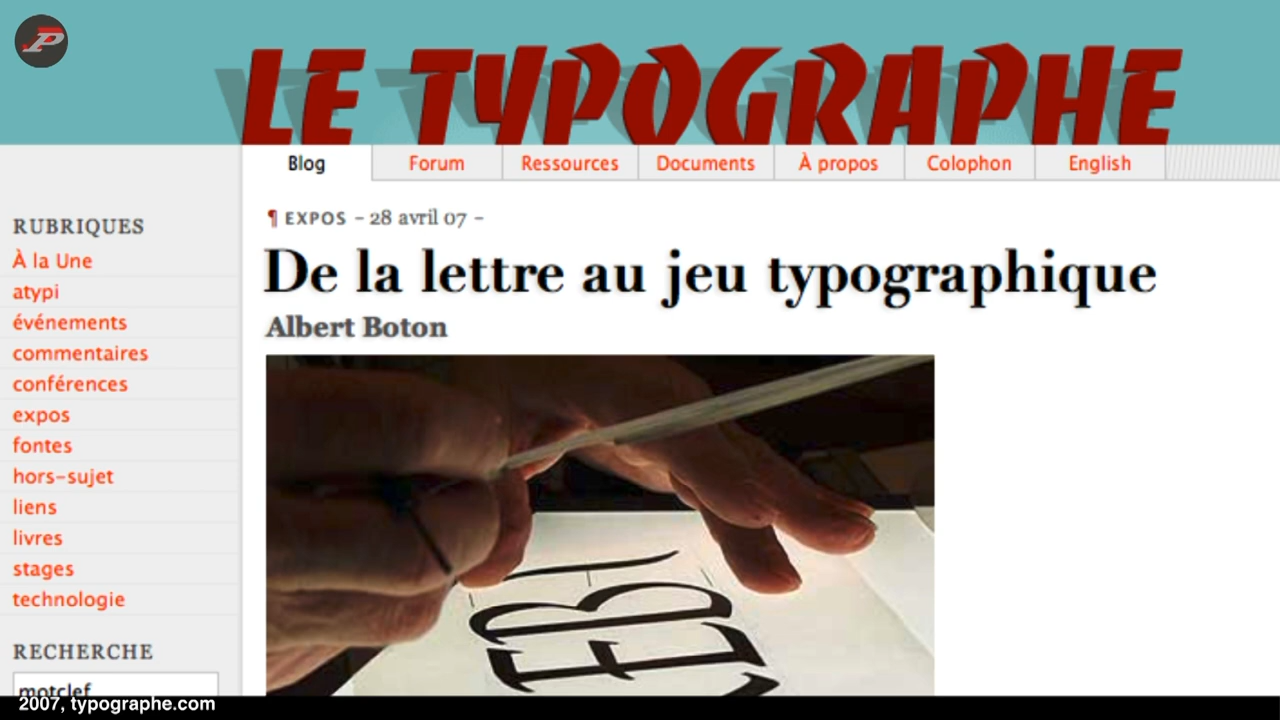 JP
LE TYPOGRAPHE
Blog Forum Ressources Documents À propos Colophon English
¶ EXPOS – 28 avril 07 –
De la lettre au jeu typographique
Albert Boton
RUBRIQUES
À la Une
atypi
événements
commentaires
conférences
expos
fontes
hors-sujet
liens
livres
stages
technologie
RECHERCHE
motclef
2007, typographe.com